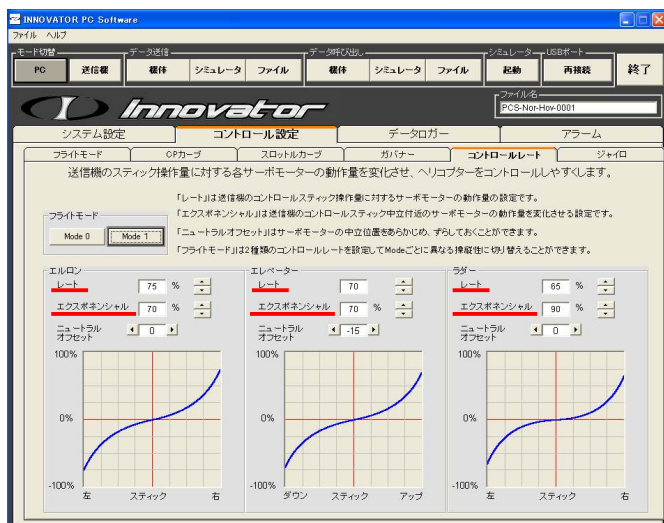 INNOVATOR PC Software
ファイル ヘルプ
モード切替 データ送信 データ呼び出し シミュレーター USBポート
PC 送信機 機体 シミュレータ ファイル 機体 シミュレータ ファイル 起動 再接続 終了
Innovator
ファイル名
PCS-Nor-Hov-0001
システム設定 コントロール設定 データロガー アラーム
フライトモード CPカーブ スロットルカーブ ガバナー コントロールレート ジャイロ
送信機のスティック操作量に対する各サーボモーターの動作量を変化させ、ヘリコプターをコントロールしやすくします。
「レート」は送信機のコントロールスティック操作量に対するサーボモーターの動作量の設定です。
フライトモード
「エクスポネンシャル」は送信機のコントロールスティック中立付近のサーボモーターの動作量を変化させる設定です。
Mode 0 Mode 1
「ニュートラルオフセット」はサーボモーターの中立位置をあらかじめ、ずらしておくことができます。
「フライトモード」は2種類のコントロールレートを設定してModeごとに異なる操縦性に切り替えることができます。
エルロン エレベーター ラダー
レート 75 % レート 70 % レート 65 %
エクスポネンシャル 70 % エクスポネンシャル 70 % エクスポネンシャル 90 %
ニュートラル ニュートラル ニュートラル
オフセット 0 オフセット -15 オフセット 0
100% 100% 100%
0% 0% 0%
-100% -100% -100%
左 スティック 右 ダウン スティック アップ 左 スティック 右